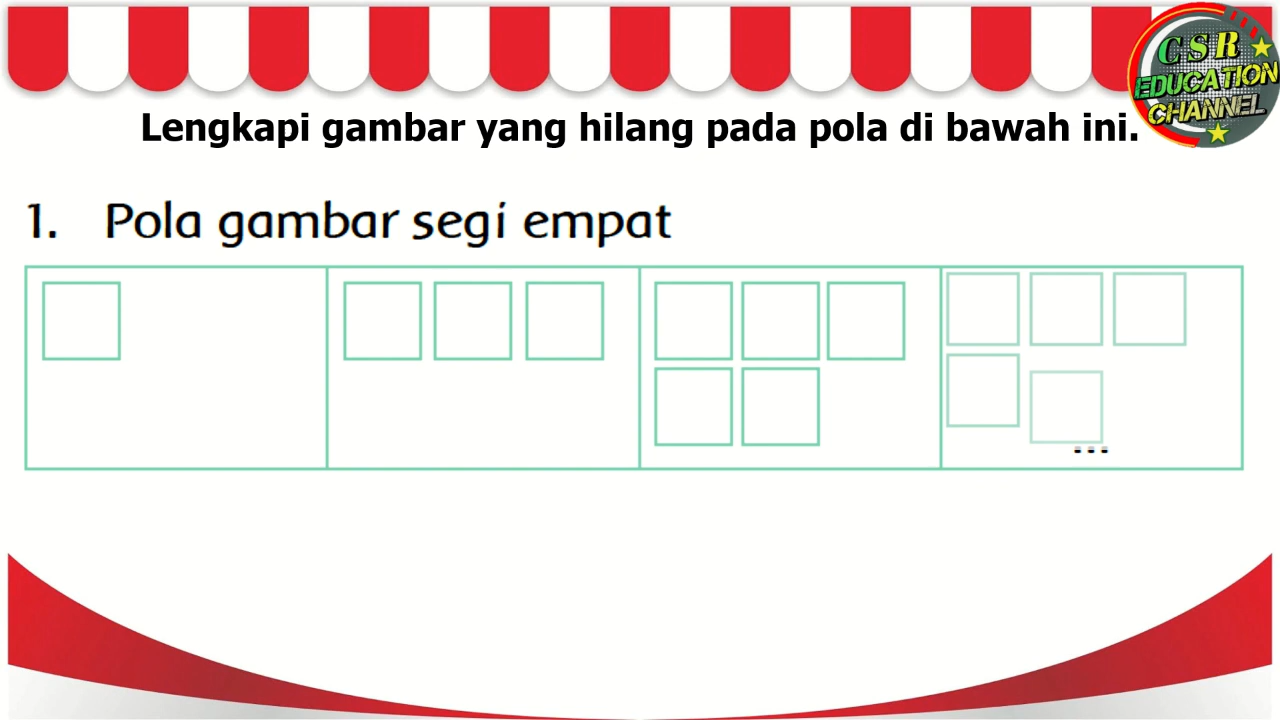 CSR
EDUCATION
CHANNEL
Lengkapi gambar yang hilang pada pola di bawah ini.
1. Pola gambar segi empat
...